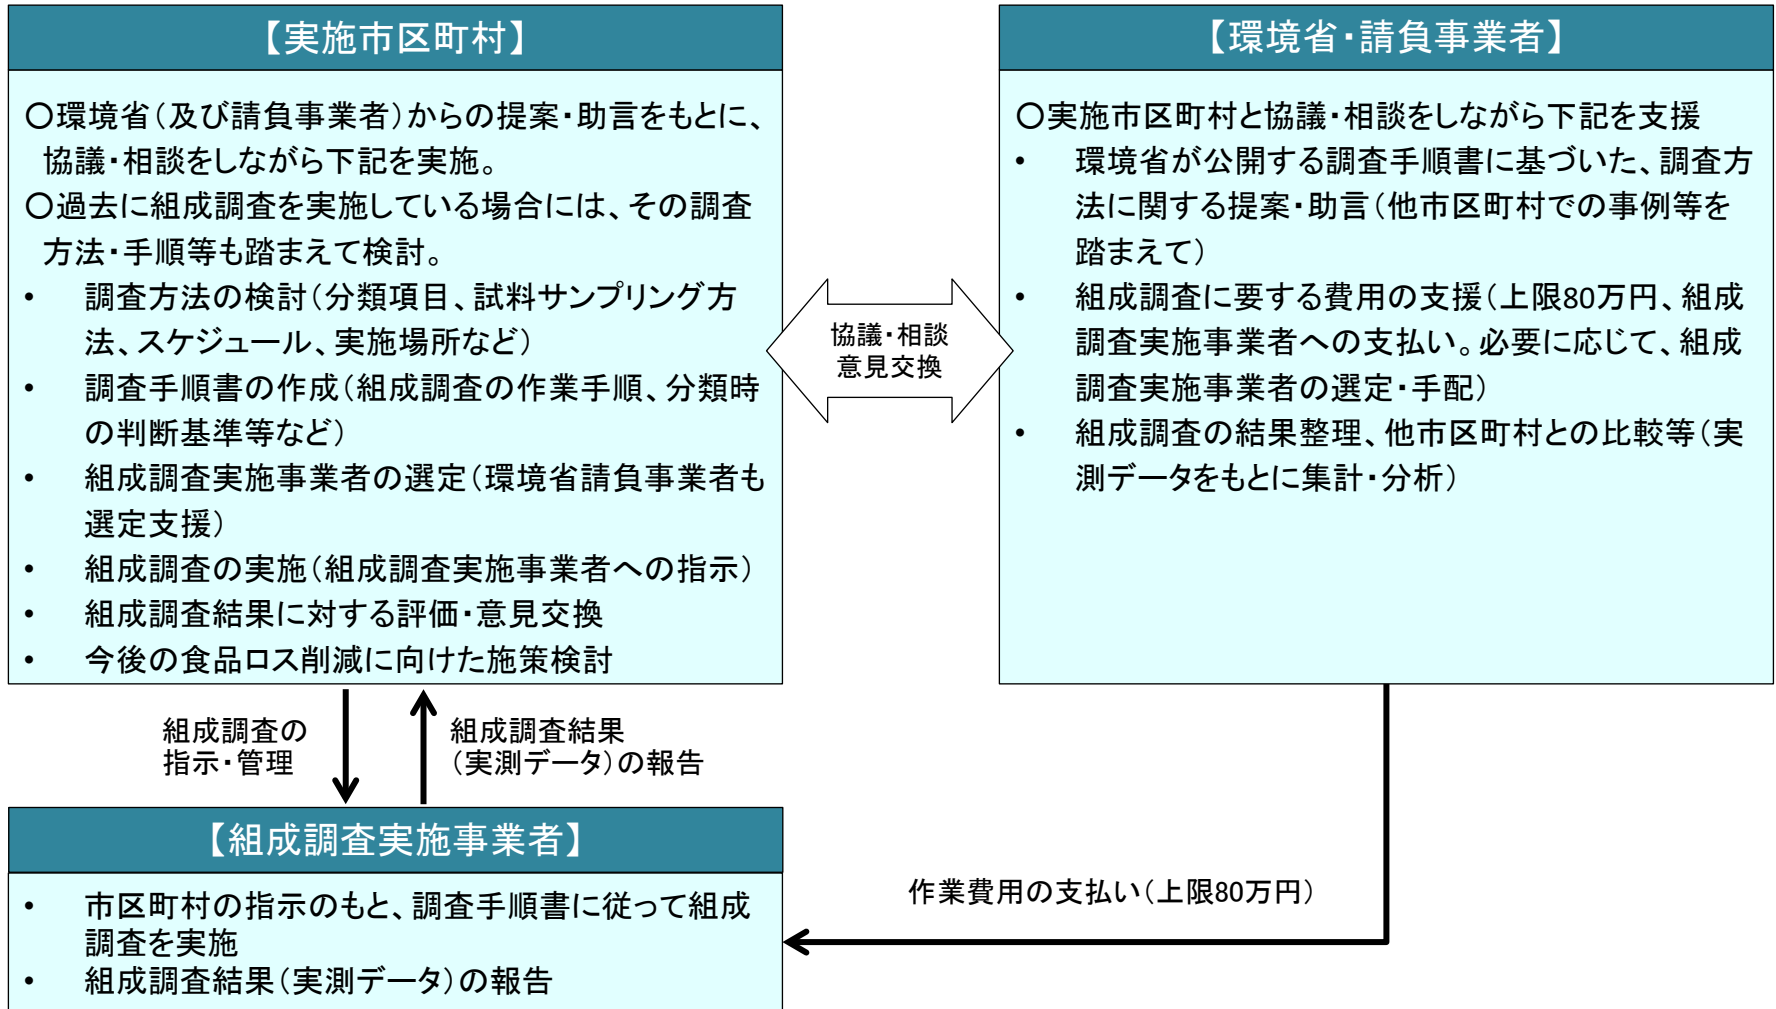 【実施市区町村】
〇環境省（及び請負事業者）からの提案・助言をもとに、
協議・相談をしながら下記を実施。
〇過去に組成調査を実施している場合には、その調査
方法・手順等も踏まえて検討。
• 調査方法の検討（分類項目、試料サンプリング方
法、スケジュール、実施場所など）
• 調査手順書の作成（組成調査の作業手順、分類時
の判断基準等など）
• 組成調査実施事業者の選定（環境省請負事業者も
選定支援）
• 組成調査の実施（組成調査実施事業者への指示）
• 組成調査結果に対する評価・意見交換
• 今後の食品ロス削減に向けた施策検討
協議・相談
意見交換
【環境省・請負事業者】
〇実施市区町村と協議・相談をしながら下記を支援
• 環境省が公開する調査手順書に基づいた、調査方
法に関する提案・助言（他市区町村での事例等を
踏まえて）
• 組成調査に要する費用の支援（上限80万円、組成
調査実施事業者への支払い。必要に応じて、組成
調査実施事業者の選定・手配）
• 組成調査の結果整理、他市区町村との比較等（実
測データをもとに集計・分析）
組成調査の
指示・管理
組成調査結果
（実測データ）の報告
【組成調査実施事業者】
• 市区町村の指示のもと、調査手順書に従って組成
調査を実施
• 組成調査結果（実測データ）の報告
作業費用の支払い（上限80万円）